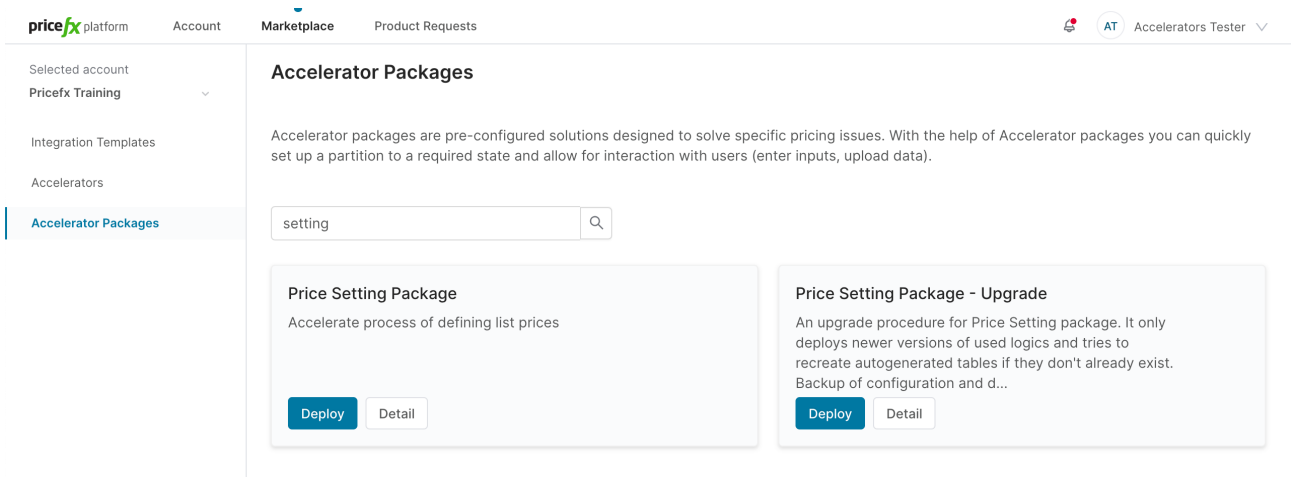 pricefx platform
Account
Marketplace
Product Requests
AT
Accelerators Tester
Selected account
Pricefx Training
Integration Templates
Accelerators
Accelerator Packages
Accelerator Packages
Accelerator packages are pre-configured solutions designed to solve specific pricing issues. With the help of Accelerator packages you can quickly
set up a partition to a required state and allow for interaction with users (enter inputs, upload data).
setting
Price Setting Package
Accelerate process of defining list prices
Deploy
Detail
Price Setting Package - Upgrade
An upgrade procedure for Price Setting package. It only
deploys newer versions of used logics and tries to
recreate autogenerated tables if they don't already exist.
Backup of configuration and d...
Deploy
Detail